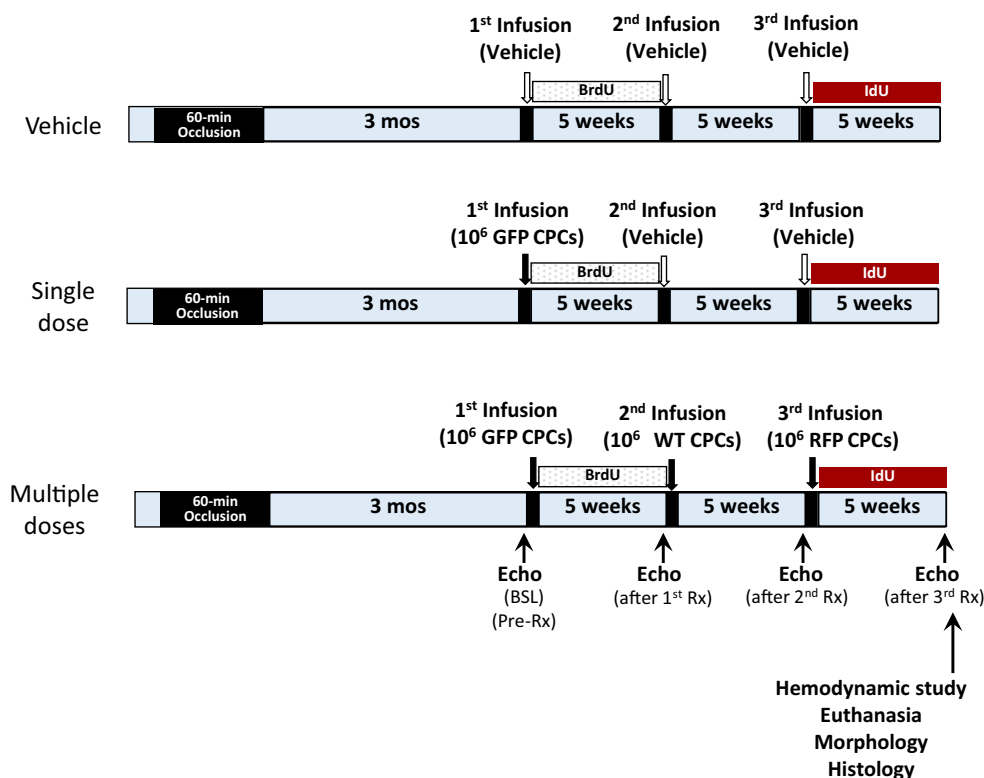 1st Infusion 2nd Infusion 3rd Infusion
(Vehicle) (Vehicle) (Vehicle)
BrdU IdU
Vehicle
60-min
Occlusion
3 mos 5 weeks 5 weeks 5 weeks
1st Infusion 2nd Infusion 3rd Infusion
(10⁶ GFP CPCs) (Vehicle) (Vehicle)
BrdU IdU
Single
dose
60-min
Occlusion
3 mos 5 weeks 5 weeks 5 weeks
1st Infusion 2nd Infusion 3rd Infusion
(10⁶ GFP CPCs) (10⁶ WT CPCs) (10⁶ RFP CPCs)
BrdU IdU
Multiple
doses
60-min
Occlusion
3 mos 5 weeks 5 weeks 5 weeks
Echo Echo Echo Echo
(BSL) (after 1st Rx) (after 2nd Rx) (after 3rd Rx)
(Pre-Rx)
Hemodynamic study
Euthanasia
Morphology
Histology